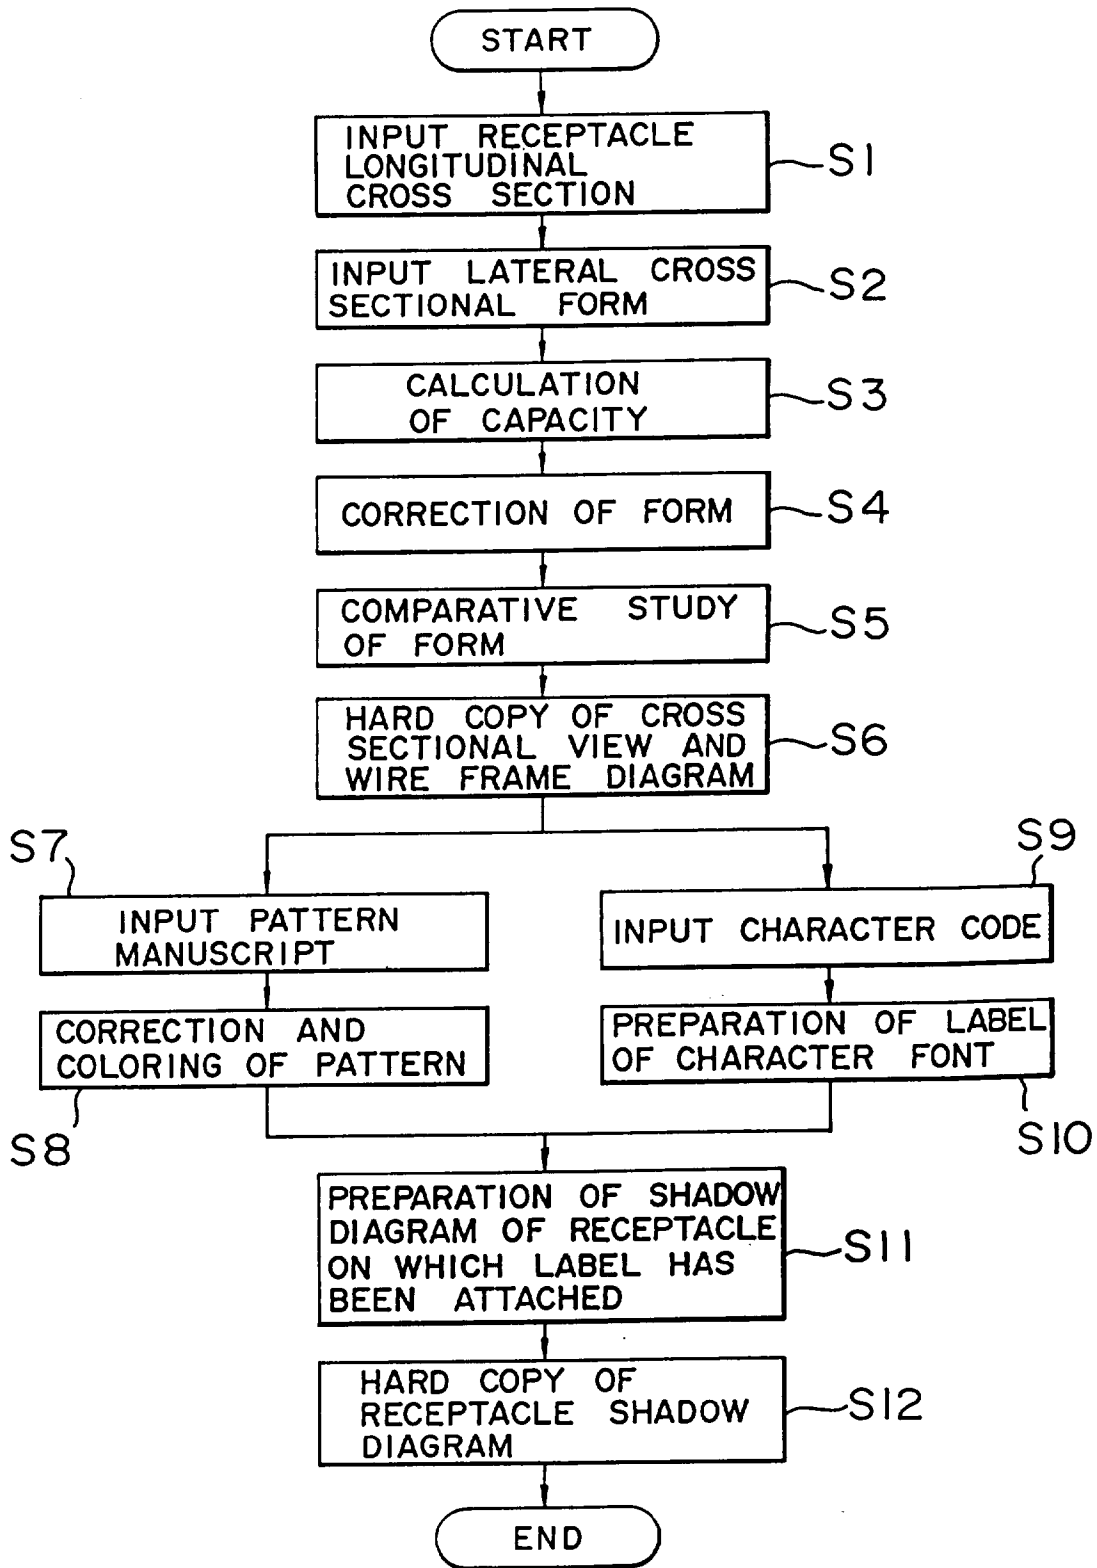 START
INPUT RECEPTACLE
LONGITUDINAL
CROSS SECTION
S1
INPUT LATERAL CROSS
SECTIONAL FORM
S2
CALCULATION
OF CAPACITY
S3
CORRECTION OF FORM
S4
COMPARATIVE STUDY
OF FORM
S5
HARD COPY OF CROSS
SECTIONAL VIEW AND
WIRE FRAME DIAGRAM
S6
S7
INPUT PATTERN
MANUSCRIPT
CORRECTION AND
COLORING OF PATTERN
S8
S9
INPUT CHARACTER CODE
PREPARATION OF LABEL
OF CHARACTER FONT
S10
PREPARATION OF SHADOW
DIAGRAM OF RECEPTACLE
ON WHICH LABEL HAS
BEEN ATTACHED
S11
HARD COPY OF
RECEPTACLE SHADOW
DIAGRAM
S12
END